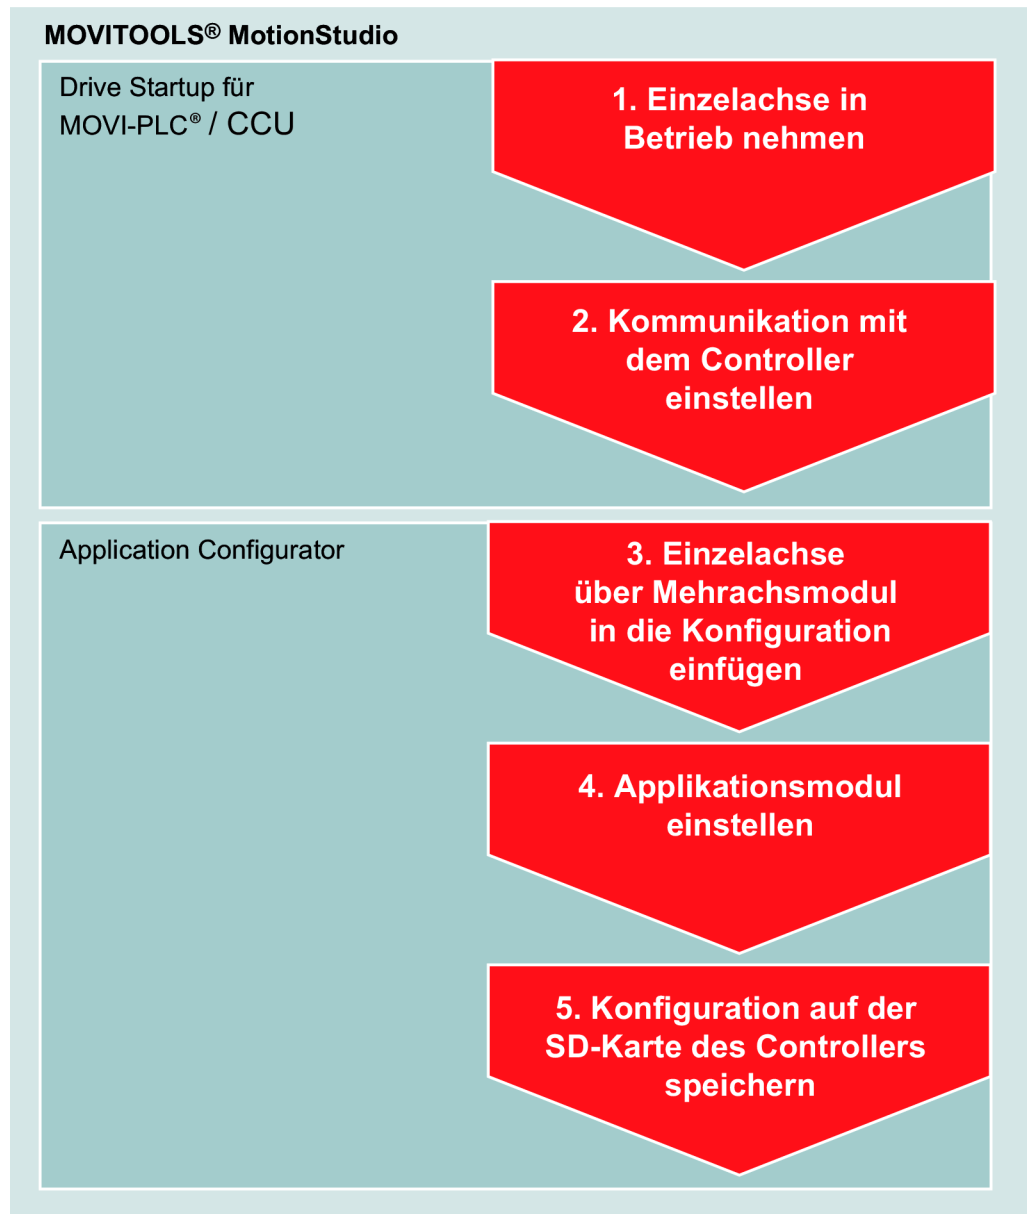 MOVITOOLS® MotionStudio
Drive Startup für
MOVI-PLC® / CCU
1. Einzelachse in
Betrieb nehmen
2. Kommunikation mit
dem Controller
einstellen
Application Configurator
3. Einzelachse
über Mehrachsmodul
in die Konfiguration
einfügen
4. Applikationsmodul
einstellen
5. Konfiguration auf der
SD-Karte des Controllers
speichern